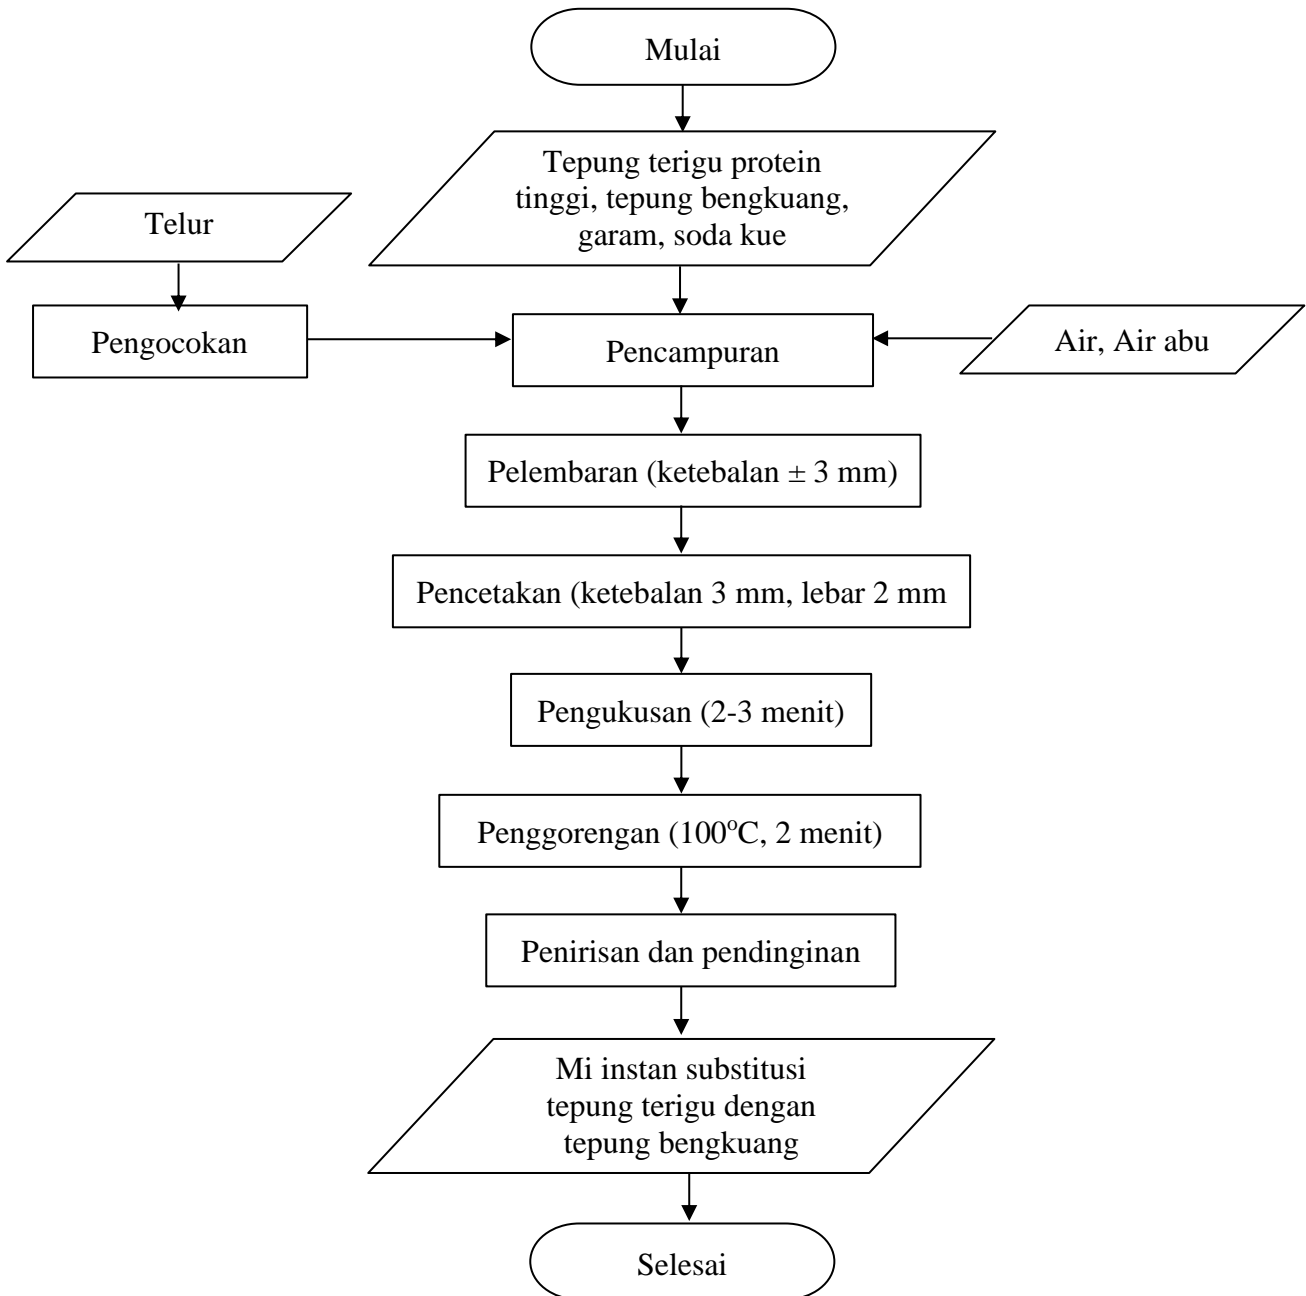 Mulai
Tepung terigu protein
tinggi, tepung bengkuang,
garam, soda kue
Telur
Pengocokan
Pencampuran
Air, Air abu
Pelembaran (ketebalan ± 3 mm)
Pencetakan (ketebalan 3 mm, lebar 2 mm
Pengukusan (2-3 menit)
Penggorengan (100°C, 2 menit)
Penirisan dan pendinginan
Mi instan substitusi
tepung terigu dengan
tepung bengkuang
Selesai